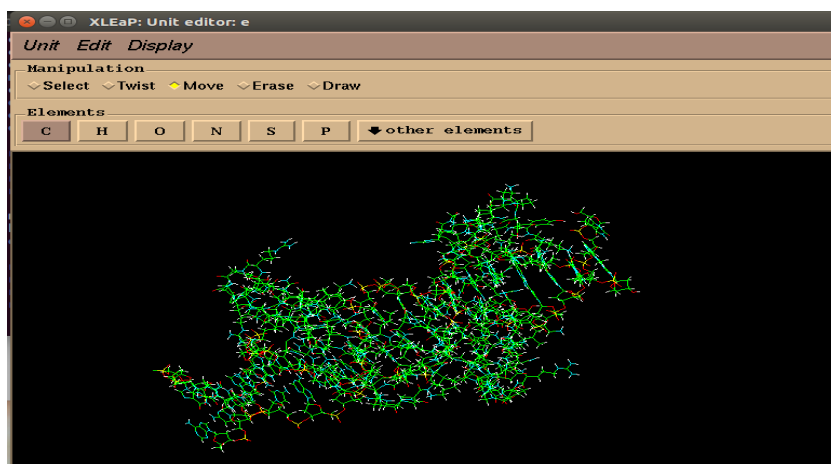 XLEaP: Unit editor: e
Unit Edit Display
Manipulation
Select Twist Move Erase Draw
Elements
C H O N S P other elements